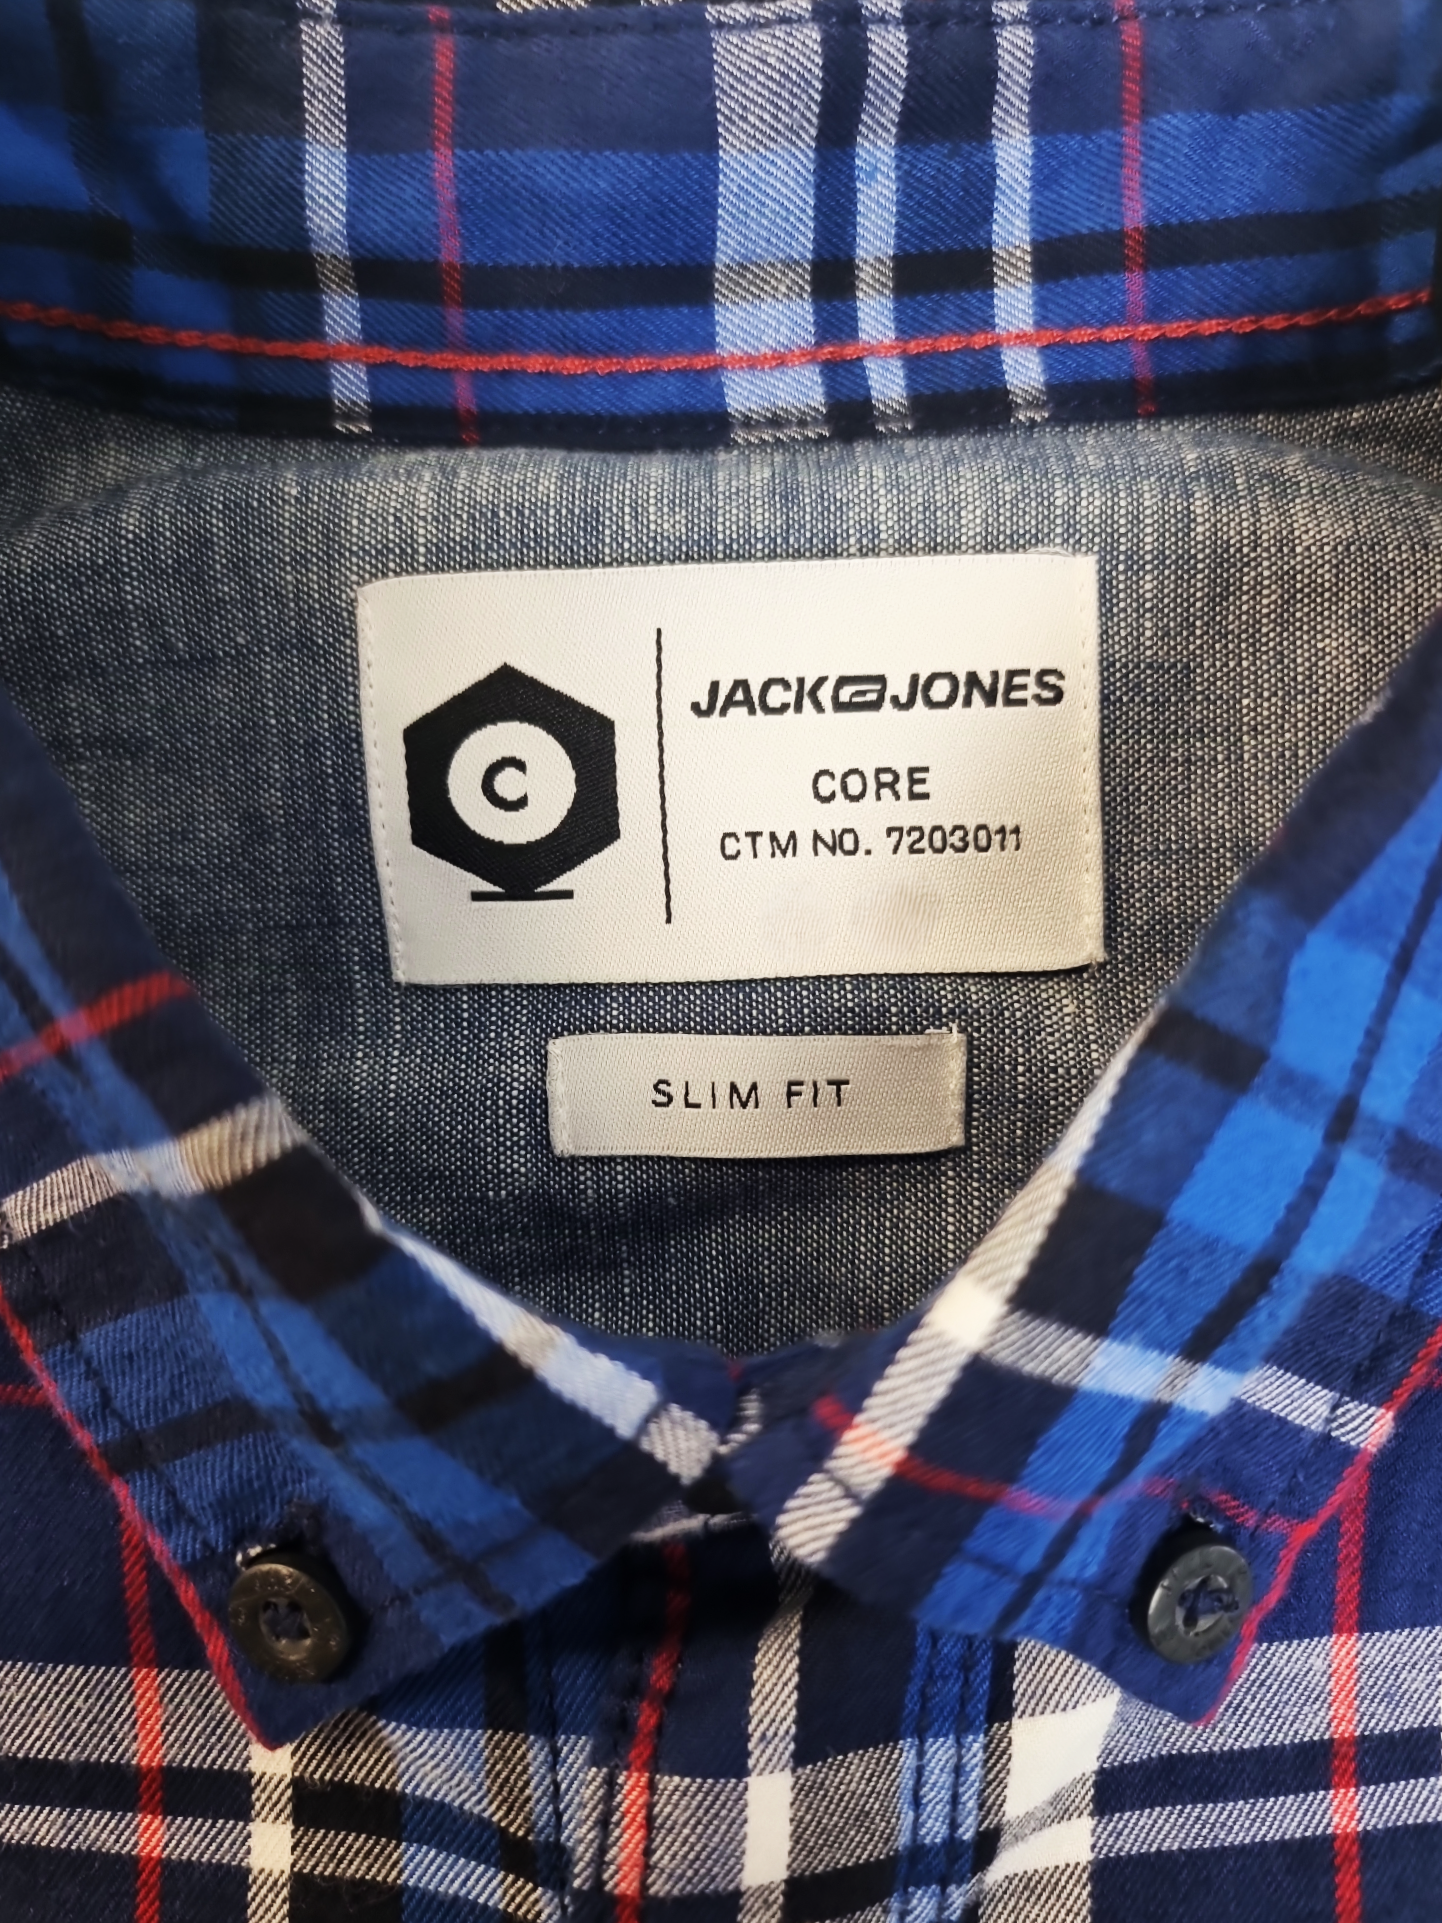 C
JACK JONES
CORE
CTM NO. 7203011
SLIM FIT